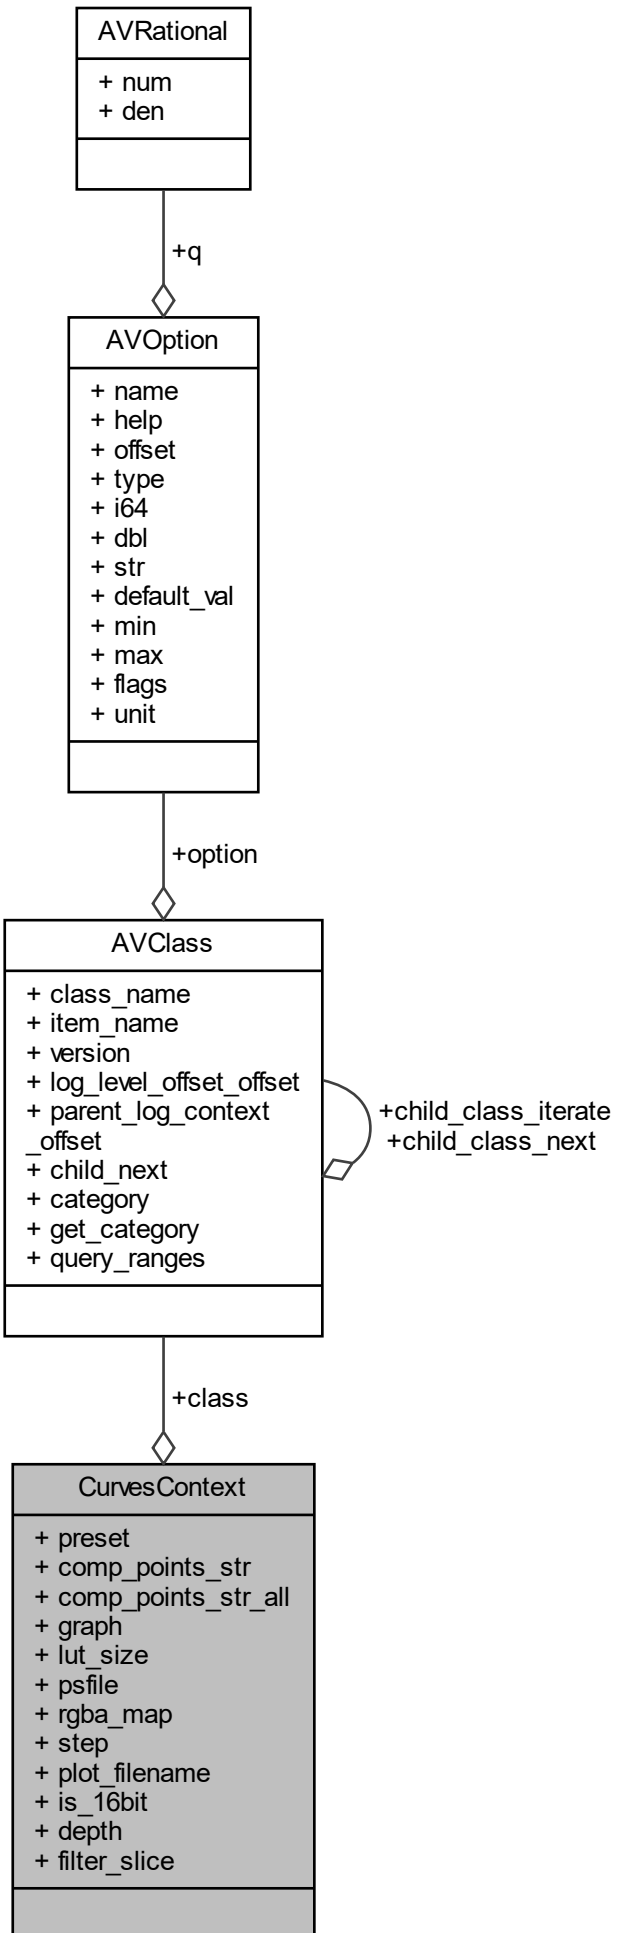 AVRational
+ num
+ den
+q
AVOption
+ name
+ help
+ offset
+ type
+ i64
+ dbl
+ str
+ default_val
+ min
+ max
+ flags
+ unit
+option
AVClass
+ class_name
+ item_name
+ version
+ log_level_offset_offset
+ parent_log_context
_offset
+ child_next
+ category
+ get_category
+ query_ranges
+child_class_iterate
+child_class_next
+class
CurvesContext
+ preset
+ comp_points_str
+ comp_points_str_all
+ graph
+ lut_size
+ psfile
+ rgba_map
+ step
+ plot_filename
+ is_16bit
+ depth
+ filter_slice